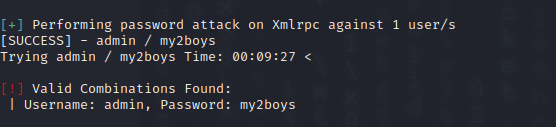 [+] Performing password attack on Xmlrpc against 1 user/s
[SUCCESS] - admin / my2boys
Trying admin / my2boys Time: 00:09:27 <
[!] Valid Combinations Found:
| Username: admin, Password: my2boys